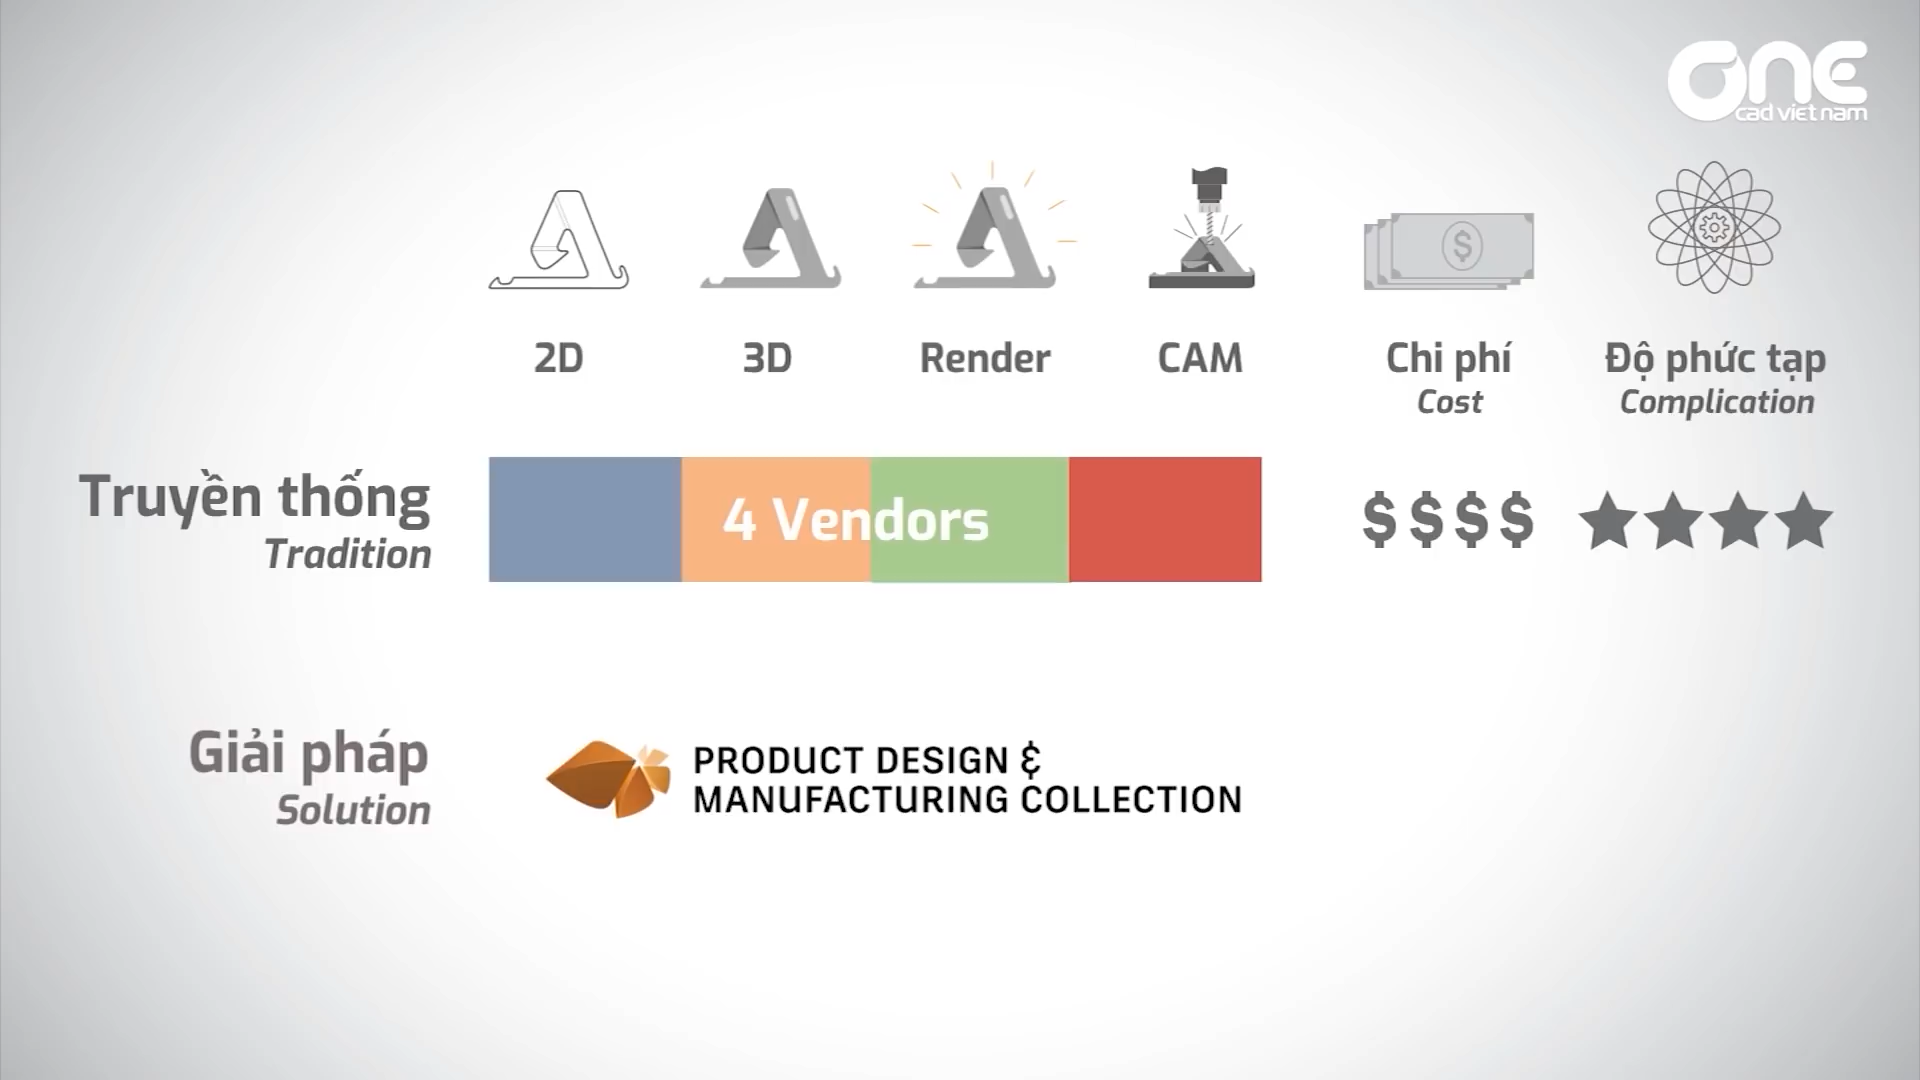 ONE
cad viet nam
2D
3D
Render
CAM
Chi phí
Cost
Độ phức tạp
Complication
Truyền thống
Tradition
4 Vendors
$ $ $ $
Giải pháp
Solution
PRODUCT DESIGN &
MANUFACTURING COLLECTION